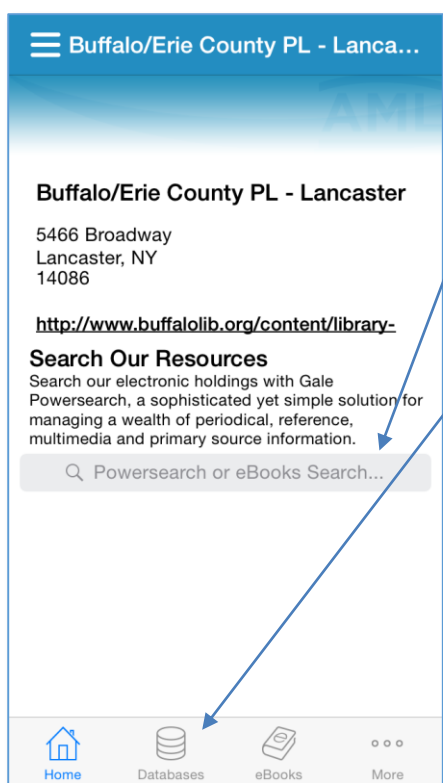 Buffalo/Erie County PL - Lanca...
AML
Buffalo/Erie County PL - Lancaster
5466 Broadway
Lancaster, NY
14086
http://www.buffalolib.org/content/library-
Search Our Resources
Search our electronic holdings with Gale
Powersearch, a sophisticated yet simple solution for
managing a wealth of periodical, reference,
multimedia and primary source information.
Powersearch or eBooks Search...
Home Databases eBooks More